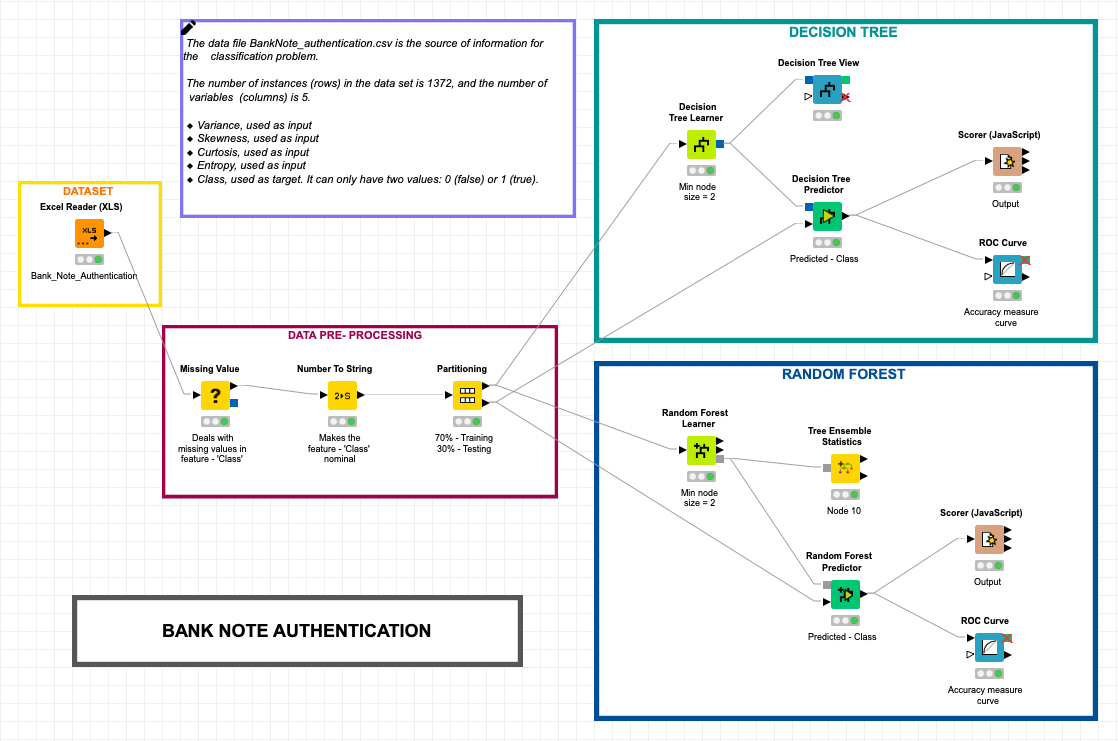 The data file BankNote_authentication.csv is the source of information for
the classification problem.
The number of instances (rows) in the data set is 1372, and the number of
variables (columns) is 5.
◆ Variance, used as input
◆ Skewness, used as input
◆ Curtosis, used as input
◆ Entropy, used as input
◆ Class, used as target. It can only have two values: 0 (false) or 1 (true).
DATASET
Excel Reader (XLS)
XLS
Bank_Note_Authentication
DATA PRE- PROCESSING
Missing Value
?
Deals with
missing values in
feature - 'Class'
Number To String
2▸S
Makes the
feature - 'Class'
nominal
Partitioning
70% - Training
30% - Testing
DECISION TREE
Decision Tree View
Decision
Tree Learner
Min node
size = 2
Decision Tree
Predictor
Predicted - Class
Scorer (JavaScript)
Output
ROC Curve
Accuracy measure
curve
RANDOM FOREST
Random Forest
Learner
Min node
size = 2
Tree Ensemble
Statistics
Node 10
Random Forest
Predictor
Predicted - Class
Scorer (JavaScript)
Output
ROC Curve
Accuracy measure
curve
BANK NOTE AUTHENTICATION